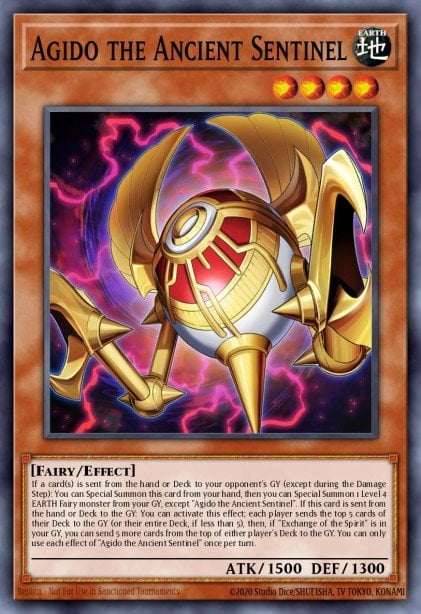 AGIDO THE ANCIENT SENTINEL
EARTH
地
[FAIRY/EFFECT]
If a card(s) is sent from the hand or Deck to your opponent's GY (except during the Damage
Step): You can Special Summon this card from your hand, then you can Special Summon 1 Level 4
EARTH Fairy monster from your GY, except "Agido the Ancient Sentinel". If this card is sent
from the hand or Deck to the GY: You can activate this effect; each player sends the top 5 cards of
their Deck to the GY (or their entire Deck, if less than 5), then, if "Exchange of the Spirit" is in
your GY, you can send 5 more cards from the top of either player's Deck to the GY. You can only
use each effect of "Agido the Ancient Sentinel" once per turn.
ATK/1500 DEF/1300
Replica - Not For Use in Sanctioned Tournaments
©2020 Studio Dice/SHUEISHA, TV TOKYO, KONAMI